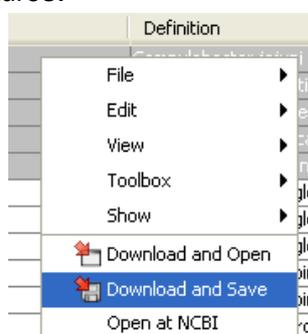 Definition
File
Edit
View
Toolbox
Show
Download and Open
Download and Save
Open at NCBI